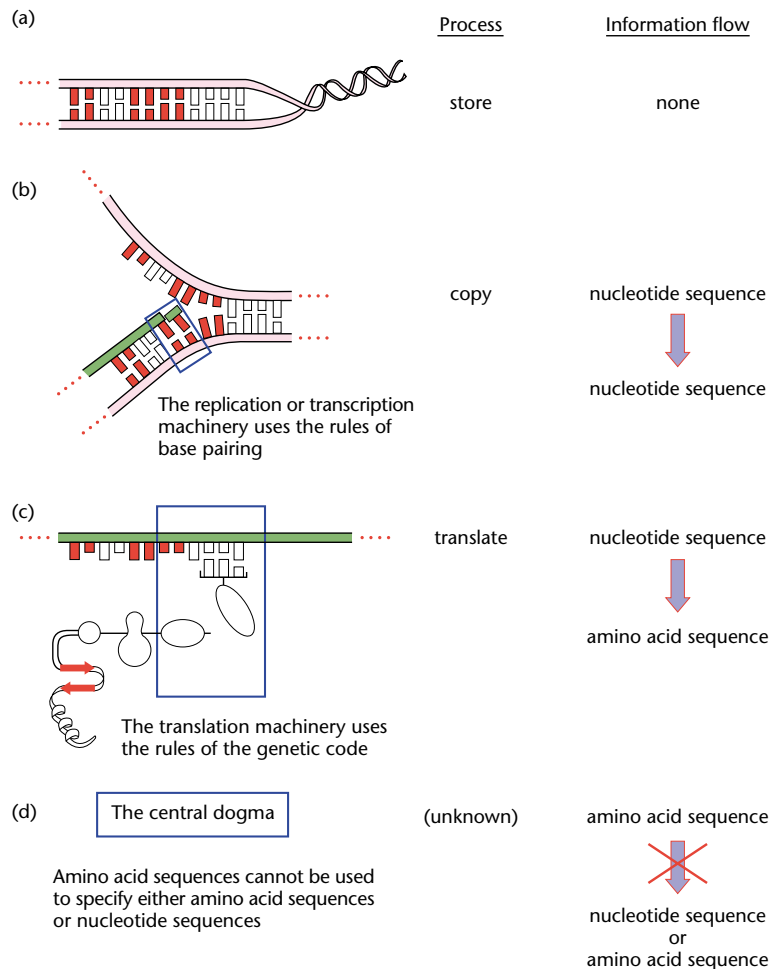 (a)
Process Information flow
store none
(b)
copy nucleotide sequence
nucleotide sequence
The replication or transcription
machinery uses the rules of
base pairing
(c)
translate nucleotide sequence
amino acid sequence
The translation machinery uses
the rules of the genetic code
(d) The central dogma (unknown) amino acid sequence
Amino acid sequences cannot be used
to specify either amino acid sequences
or nucleotide sequences
nucleotide sequence
or
amino acid sequence